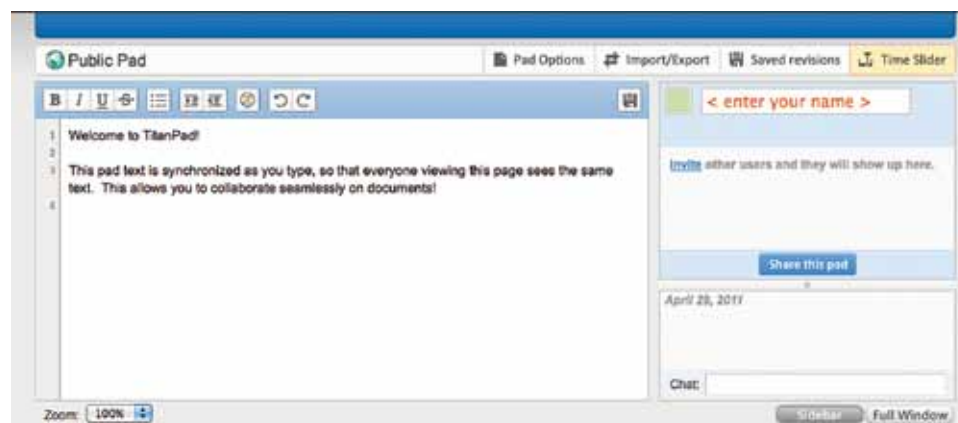 Public Pad
Pad Options
Import/Export
Saved revisions
Time Slider
B I U S
< enter your name >
1 Welcome to TitanPad!
2
3 This pad text is synchronized as you type, so that everyone viewing this page sees the same
text. This allows you to collaborate seamlessly on documents!
4
Invite other users and they will show up here.
Share this pad
April 29, 2011
Chat:
Zoom: 100%
Sidebar
Full Window